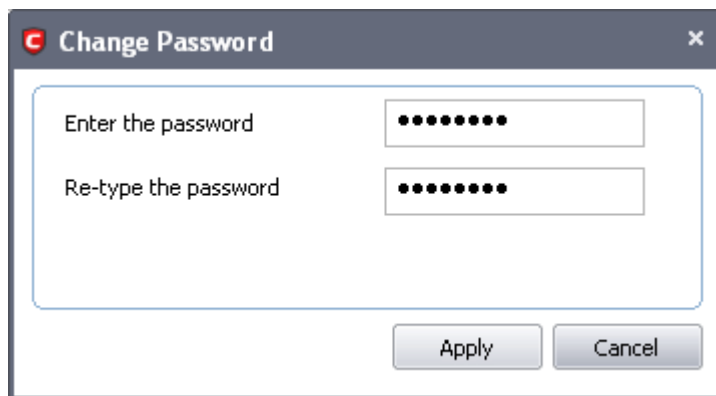 Change Password
Enter the password ••••••••
Re-type the password ••••••••
Apply Cancel